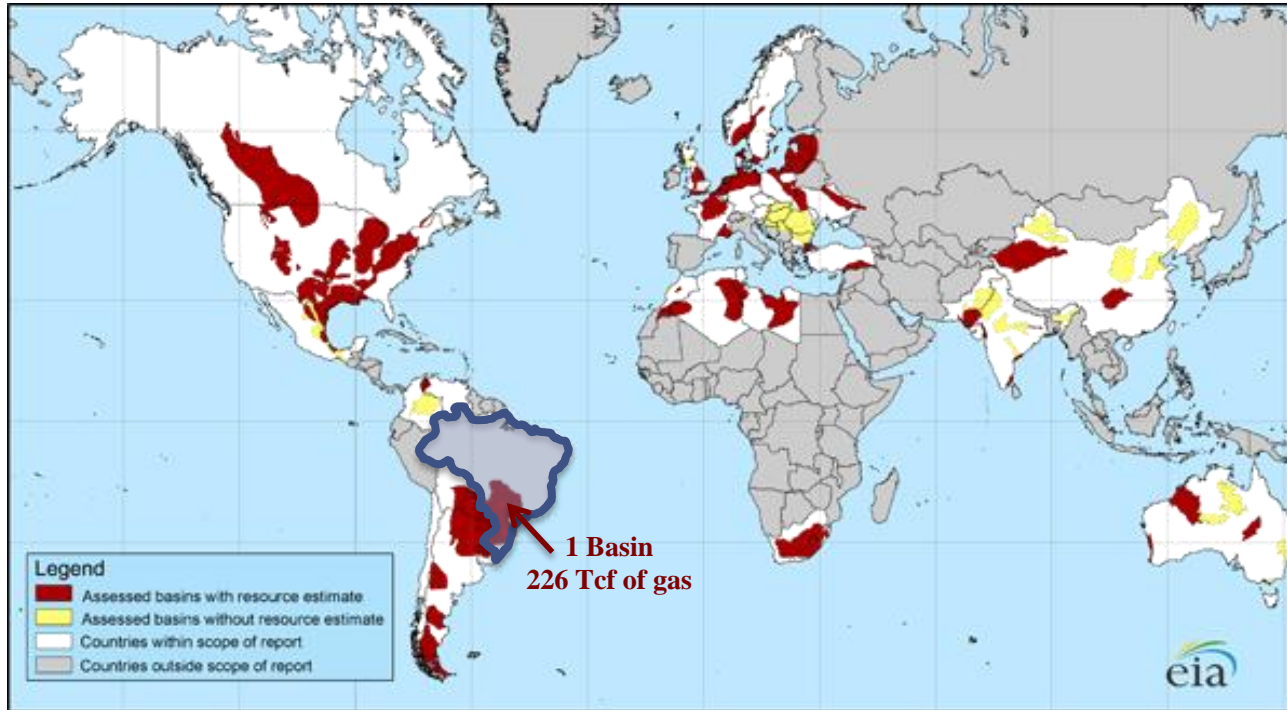 1 Basin
226 Tcf of gas
Legend
Assessed basins with resource estimate
Assessed basins without resource estimate
Countries within scope of report
Countries outside scope of report
eia